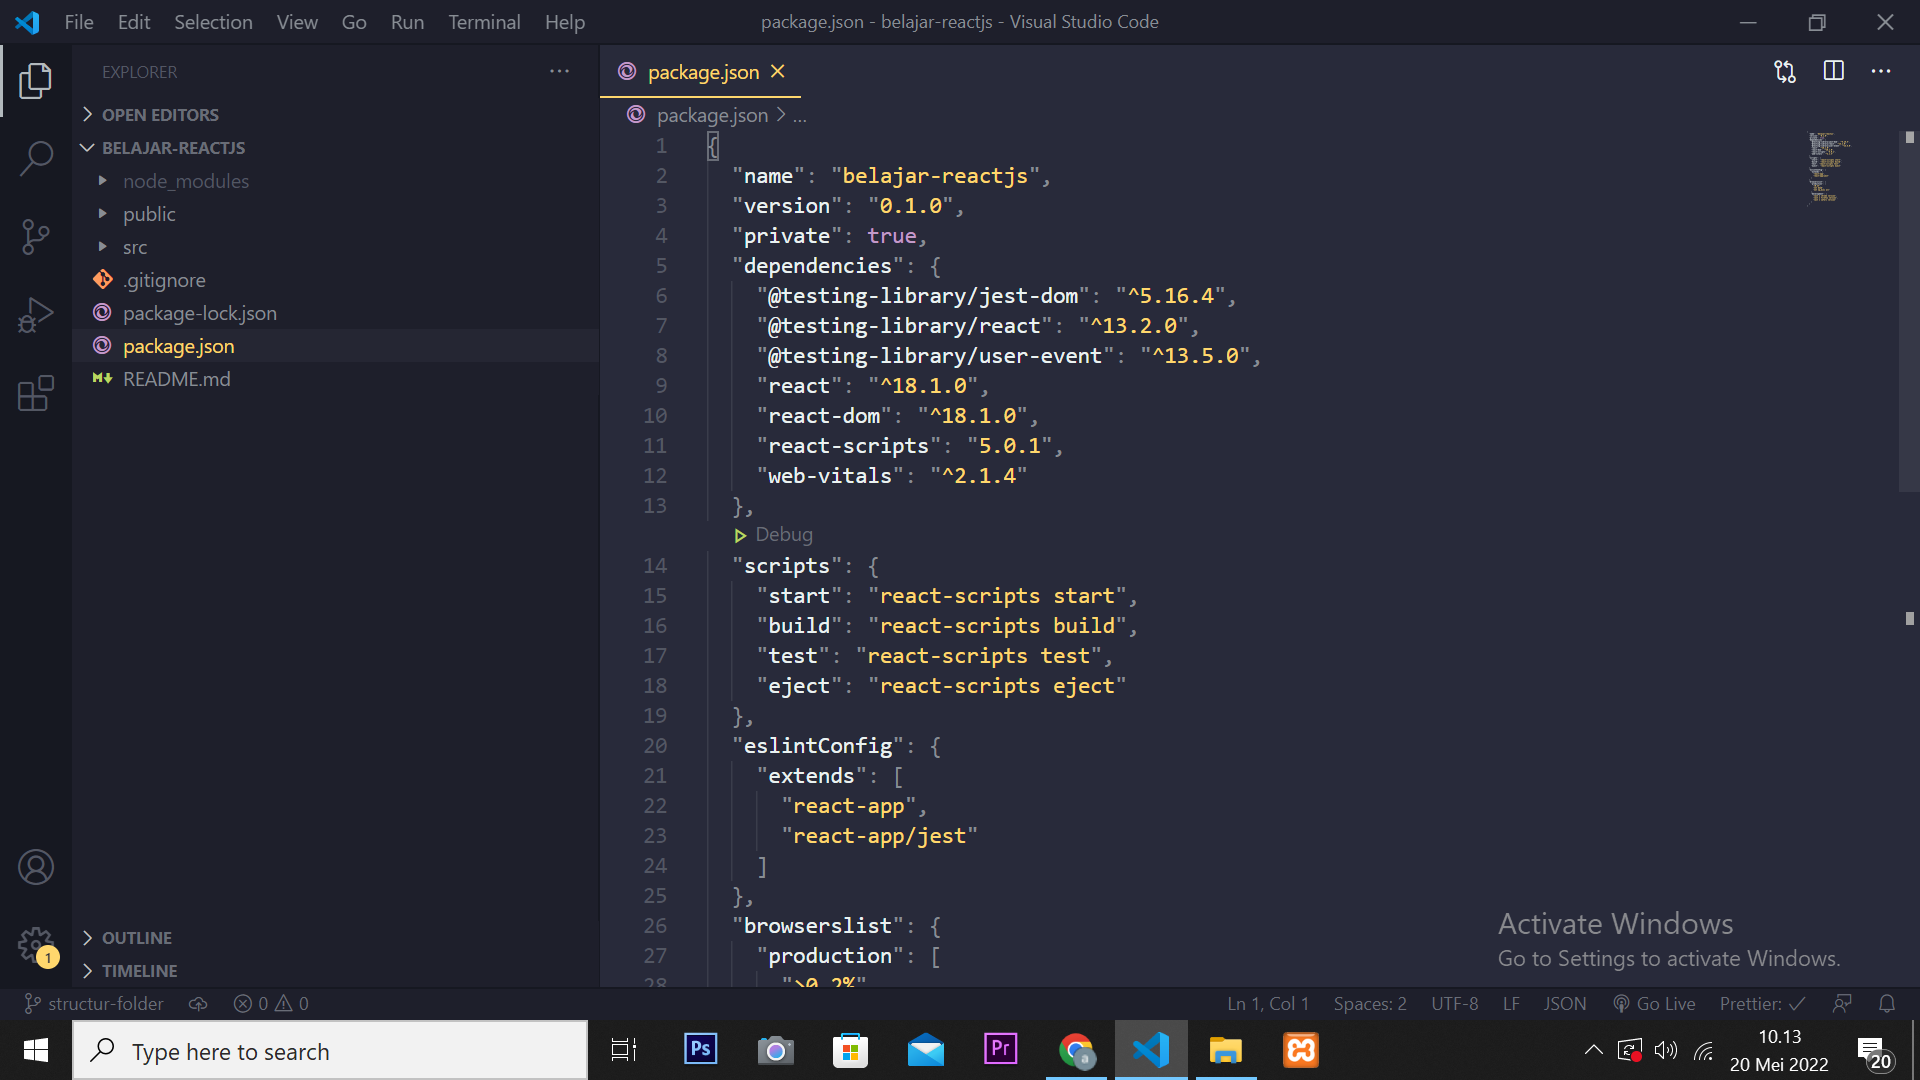 File Edit Selection View Go Run Terminal Help
package.json - belajar-reactjs - Visual Studio Code
EXPLORER
OPEN EDITORS
BELAJAR-REACTJS
node_modules
public
src
.gitignore
package-lock.json
package.json
README.md
OUTLINE
TIMELINE
1
package.json
package.json > ...
1 {
2 "name": "belajar-reactjs",
3 "version": "0.1.0",
4 "private": true,
5 "dependencies": {
6 "@testing-library/jest-dom": "^5.16.4",
7 "@testing-library/react": "^13.2.0",
8 "@testing-library/user-event": "^13.5.0",
9 "react": "^18.1.0",
10 "react-dom": "^18.1.0",
11 "react-scripts": "5.0.1",
12 "web-vitals": "^2.1.4"
13 },
Debug
14 "scripts": {
15 "start": "react-scripts start",
16 "build": "react-scripts build",
17 "test": "react-scripts test",
18 "eject": "react-scripts eject"
19 },
20 "eslintConfig": {
21 "extends": [
22 "react-app",
23 "react-app/jest"
24 ]
25 },
26 "browserslist": {
27 "production": [
28 ">0.2%"
Activate Windows
Go to Settings to activate Windows.
structur-folder 0 0 Ln 1, Col 1 Spaces: 2 UTF-8 LF JSON Go Live Prettier: ✓
Type here to search
Ps
Pr
a
10.13
20 Mei 2022
20